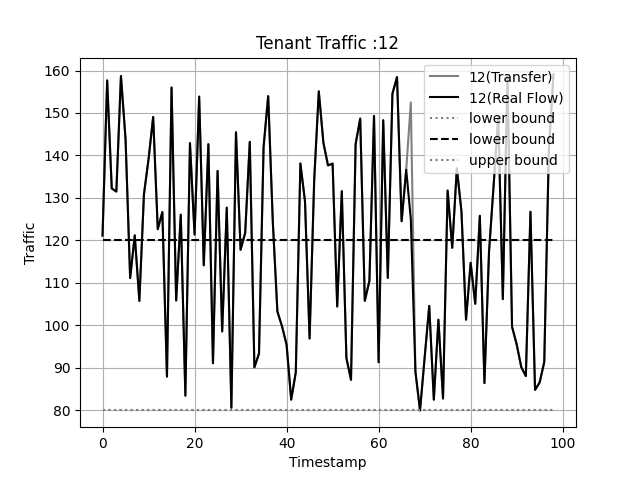 Tenant Traffic :12
12(Transfer)
12(Real Flow)
lower bound
lower bound
upper bound
Traffic
160
150
140
130
120
110
100
90
80
0 20 40 60 80 100
Timestamp